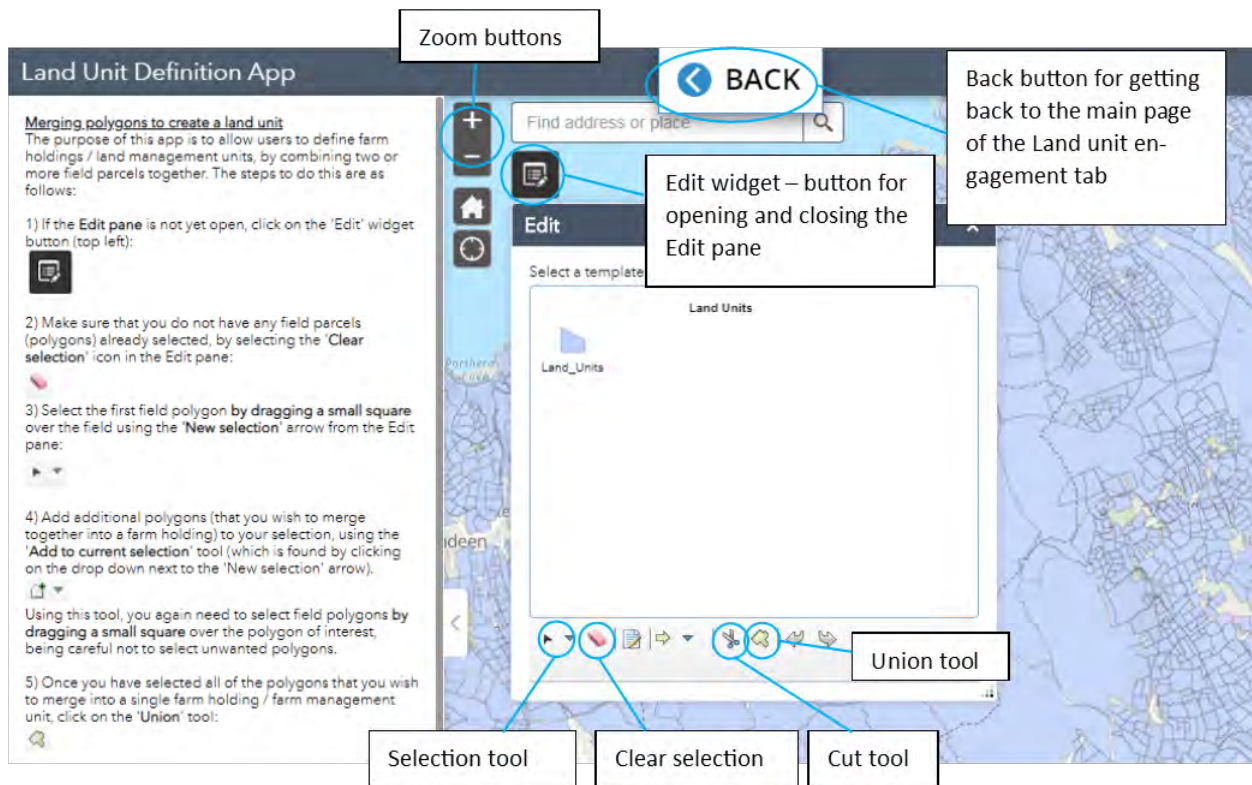 Zoom buttons
Land Unit Definition App
BACK
Back button for getting
back to the main page
of the Land unit en-
gagement tab
Merging polygons to create a land unit
The purpose of this app is to allow users to define farm
holdings / land management units, by combining two or
more field parcels together. The steps to do this are as
follows:
1) If the Edit pane is not yet open, click on the 'Edit' widget
button (top left):
2) Make sure that you do not have any field parcels
(polygons) already selected, by selecting the 'Clear
selection' icon in the Edit pane:
3) Select the first field polygon by dragging a small square
over the field using the 'New selection' arrow from the Edit
pane:
4) Add additional polygons (that you wish to merge
together into a farm holding) to your selection, using the
'Add to current selection' tool (which is found by clicking
on the drop down next to the 'New selection' arrow).
Using this tool, you again need to select field polygons by
dragging a small square over the polygon of interest,
being careful not to select unwanted polygons.
5) Once you have selected all of the polygons that you wish
to merge into a single farm holding / farm management
unit, click on the 'Union' tool:
Find address or place
Edit widget – button for
opening and closing the
Edit pane
Edit
Select a template
Land Units
Land_Units
deen
Union tool
Selection tool
Clear selection
Cut tool